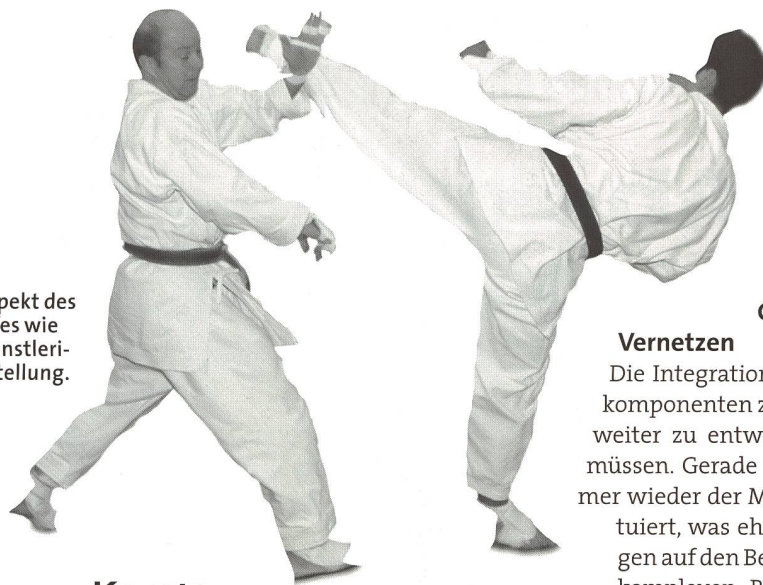 pekt des
es wie
nstleri-
tellung.
Vernetzen
Die Integration
komponenten z
weiter zu entw
müssen. Gerade
mer wieder der M
tuiert, was eh
gen auf den Be